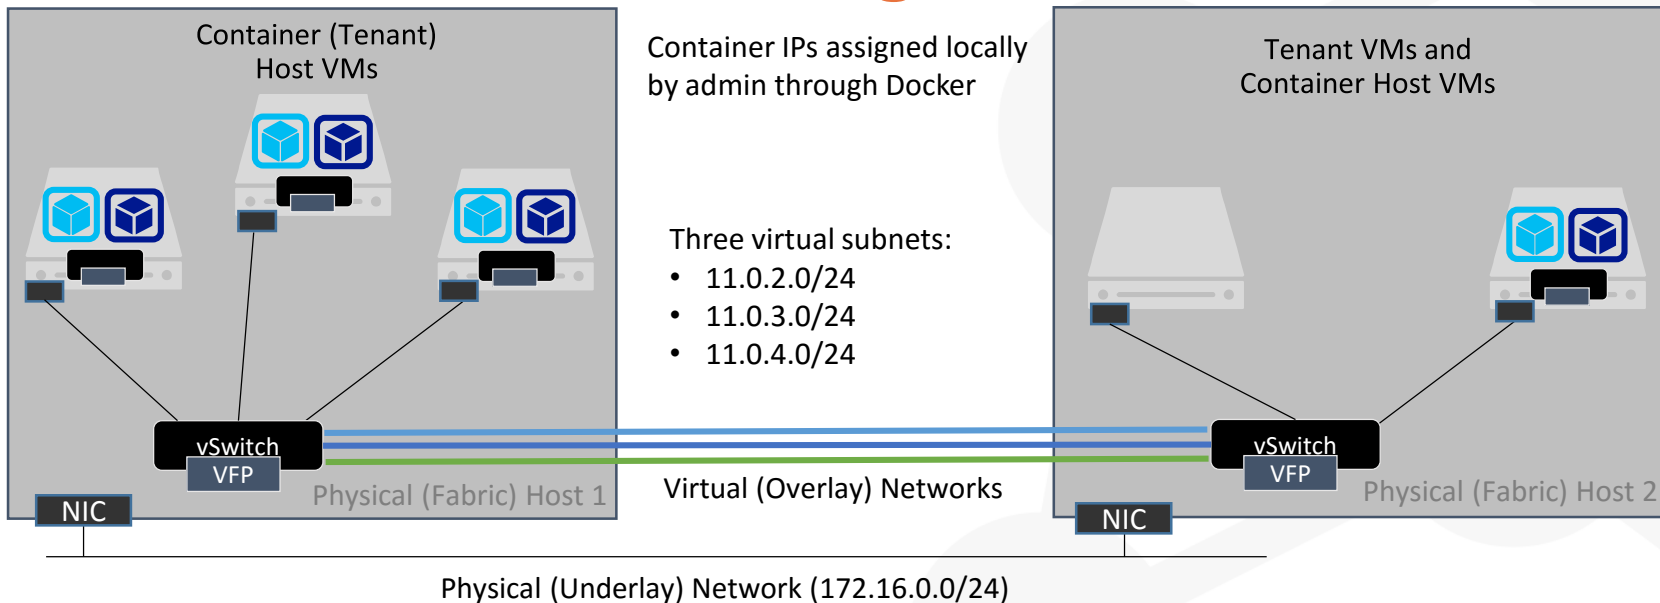 Container (Tenant)
Host VMs
Container IPs assigned locally
by admin through Docker
Tenant VMs and
Container Host VMs
Three virtual subnets:
• 11.0.2.0/24
• 11.0.3.0/24
• 11.0.4.0/24
vSwitch
VFP
Physical (Fabric) Host 1
NIC
Virtual (Overlay) Networks
vSwitch
VFP
Physical (Fabric) Host 2
NIC
Physical (Underlay) Network (172.16.0.0/24)